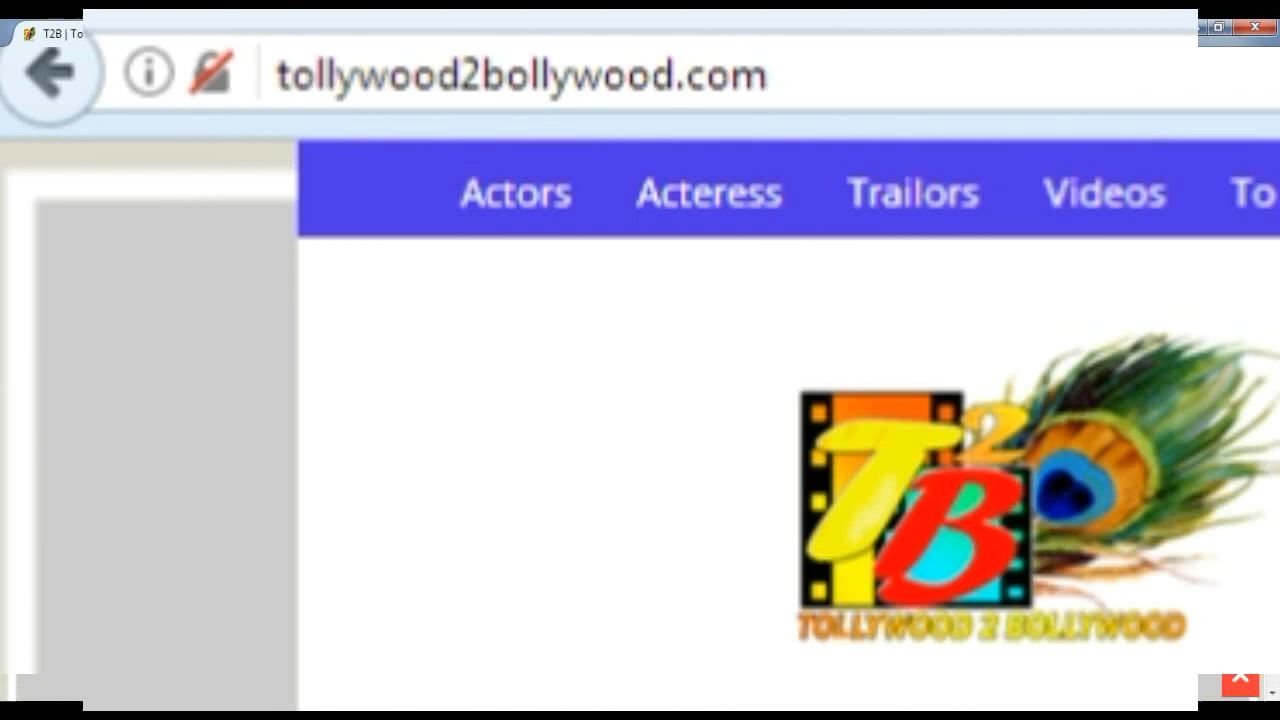 T2B | To
tollywood2bollywood.com
Actors Acteress Trailors Videos To
T2B
TOLLYWOOD 2 BOLLYWOOD